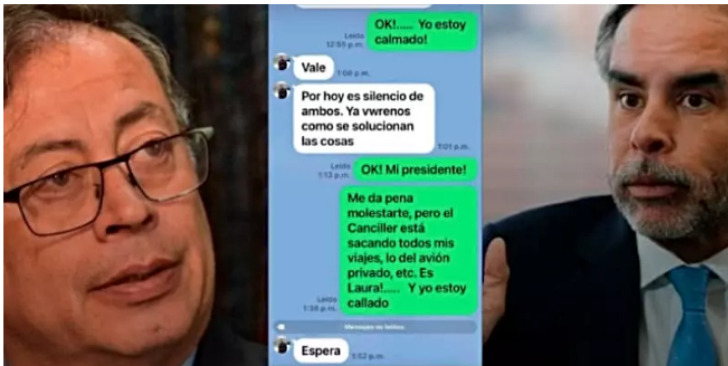 OK!..... Yo estoy
calmado!
Leído
12:55 p.m.
Vale
1:00 p.m.
Por hoy es silencio de
ambos. Ya vwrenos
como se solucionan
las cosas
1:01 p.m.
Leído
1:13 p.m.
OK! Mi presidente!
Me da pena
molestarte, pero el
Canciller está
sacando todos mis
viajes, lo del avión
privado, etc. Es
Laura!..... Y yo estoy
callado
Leído
Espera
1:52 p.m.